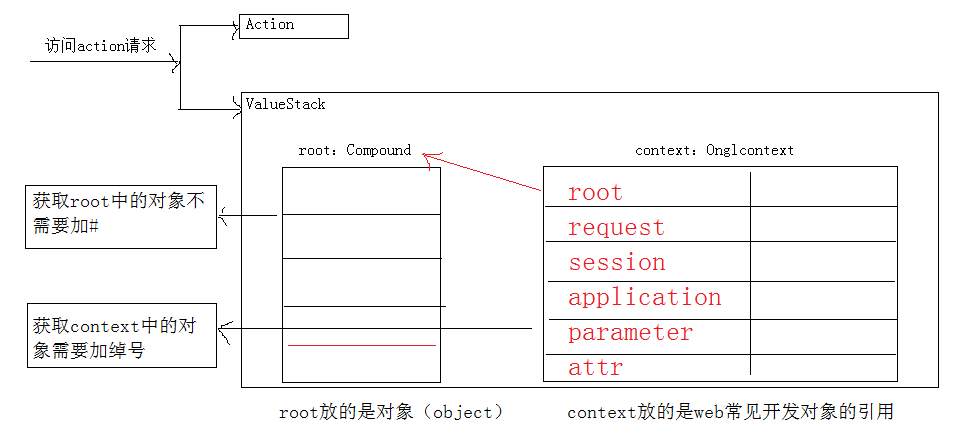 访问action请求
Action
ValueStack
root: Compound
context: Onglcontext
获取root中的对象不
需要加#
获取context中的对
象需要加绰号
root
request
session
application
parameter
attr
root放的是对象（object）
context放的是web常见开发对象的引用